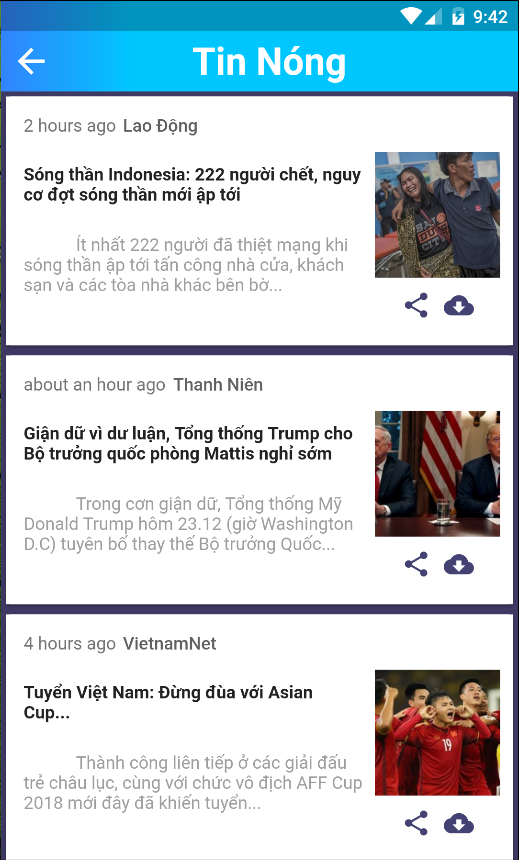 9:42
Tin Nóng
2 hours ago Lao Động
Sóng thần Indonesia: 222 người chết, nguy
cơ đợt sóng thần mới ập tới
Ít nhất 222 người đã thiệt mạng khi
sóng thần ập tới tấn công nhà cửa, khách
sạn và các tòa nhà khác bên bờ...
about an hour ago Thanh Niên
Giận dữ vì dư luận, Tổng thống Trump cho
Bộ trưởng quốc phòng Mattis nghỉ sớm
Trong cơn giận dữ, Tổng thống Mỹ
Donald Trump hôm 23.12 (giờ Washington
D.C) tuyên bố thay thế Bộ trưởng Quốc...
4 hours ago VietnamNet
Tuyển Việt Nam: Đừng đùa với Asian
Cup...
19
Thành công liên tiếp ở các giải đấu
trẻ châu lục, cùng với chức vô địch AFF Cup
2018 mới đây đã khiến tuyển...